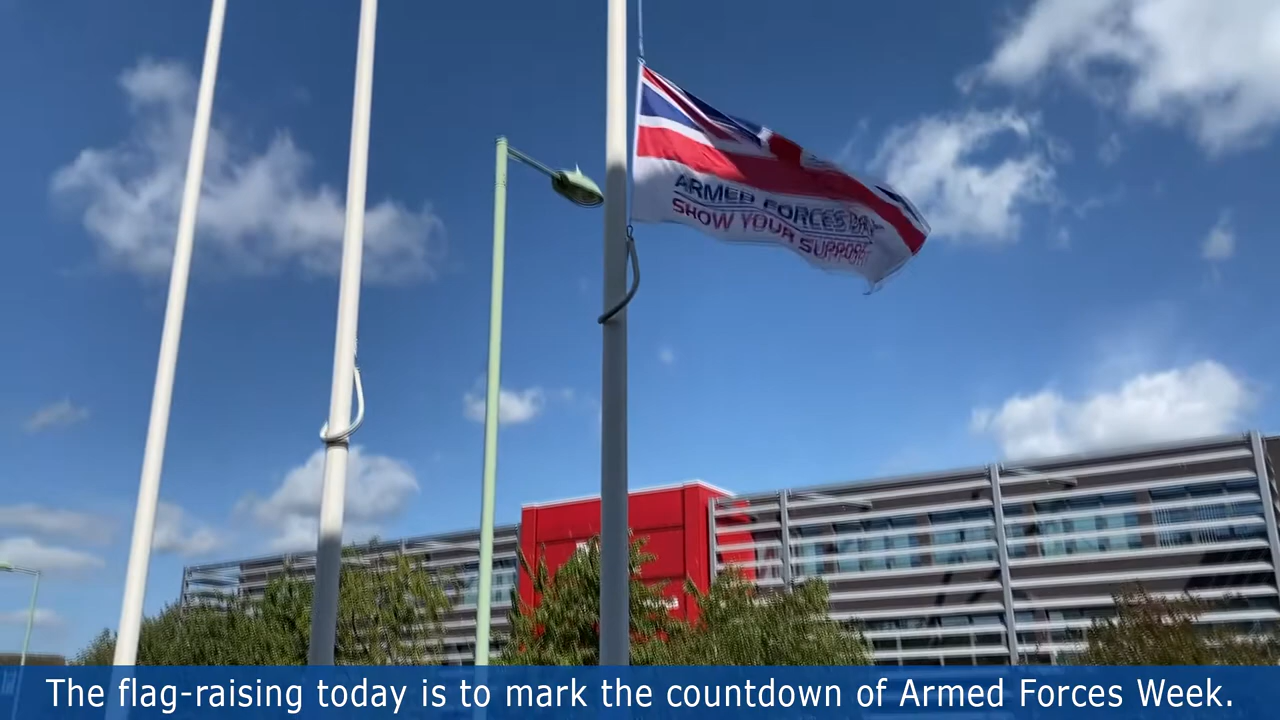 ARMED FORCES DAY
SHOW YOUR SUPPORT
The flag-raising today is to mark the countdown of Armed Forces Week.